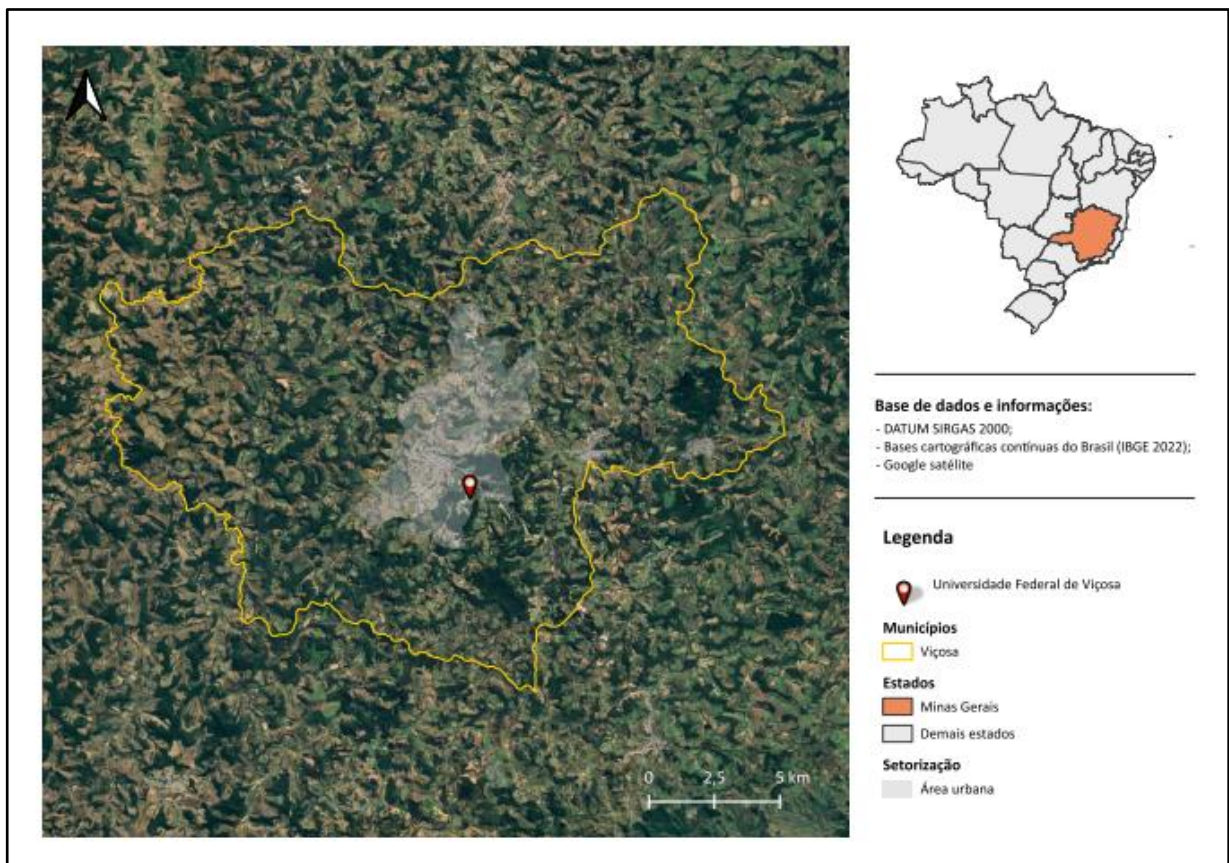 Base de dados e informações:
- DATUM SIRGAS 2000;
- Bases cartográficas contínuas do Brasil (IBGE 2022);
- Google satélite
Legenda
Universidade Federal de Viçosa
Municípios
Viçosa
Estados
Minas Gerais
Demais estados
Setorização
Área urbana
0 2,5 5 km